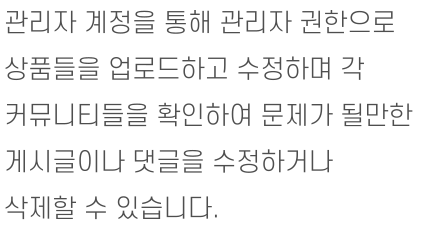 관리자 계정을 통해 관리자 권한으로
상품들을 업로드하고 수정하며 각
커뮤니티들을 확인하여 문제가 될만한
게시글이나 댓글을 수정하거나
삭제할 수 있습니다.